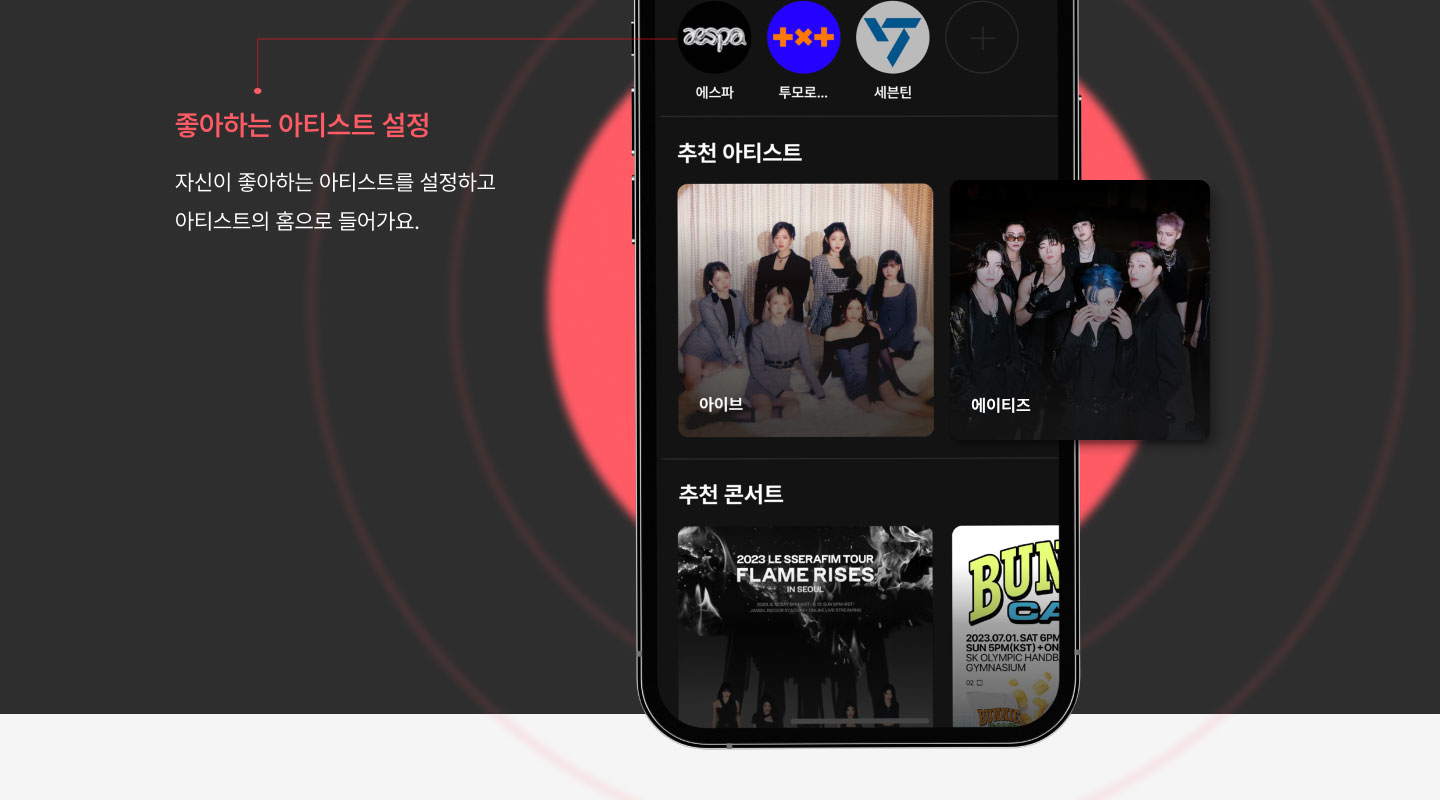 aespa
에스파
투모로...
세븐틴
좋아하는 아티스트 설정
자신이 좋아하는 아티스트를 설정하고
아티스트의 홈으로 들어가요.
추천 아티스트
아이브
에이티즈
추천 콘서트
2023 LE SSERAFIM TOUR
FLAME RISES
IN SEOUL
BUN
CA
2023.07.01. SAT 6PM
SUN 5PM(KST) + ON
SK OLYMPIC HANDB
GYMNASIUM